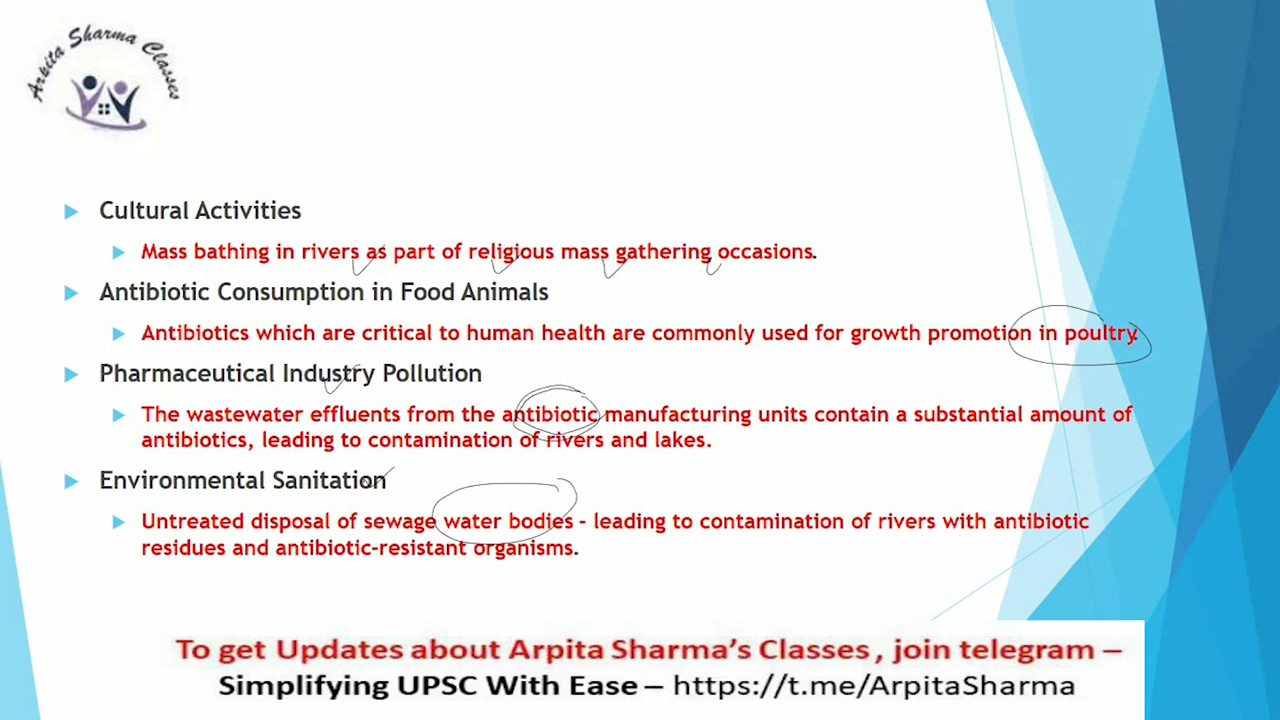 Arpita Sharma Classes
Cultural Activities
Mass bathing in rivers as part of religious mass gathering occasions.
Antibiotic Consumption in Food Animals
Antibiotics which are critical to human health are commonly used for growth promotion in poultry.
Pharmaceutical Industry Pollution
The wastewater effluents from the antibiotic manufacturing units contain a substantial amount of
antibiotics, leading to contamination of rivers and lakes.
Environmental Sanitation
Untreated disposal of sewage water bodies - leading to contamination of rivers with antibiotic
residues and antibiotic-resistant organisms.
To get Updates about Arpita Sharma’s Classes , join telegram –
Simplifying UPSC With Ease – https://t.me/ArpitaSharma